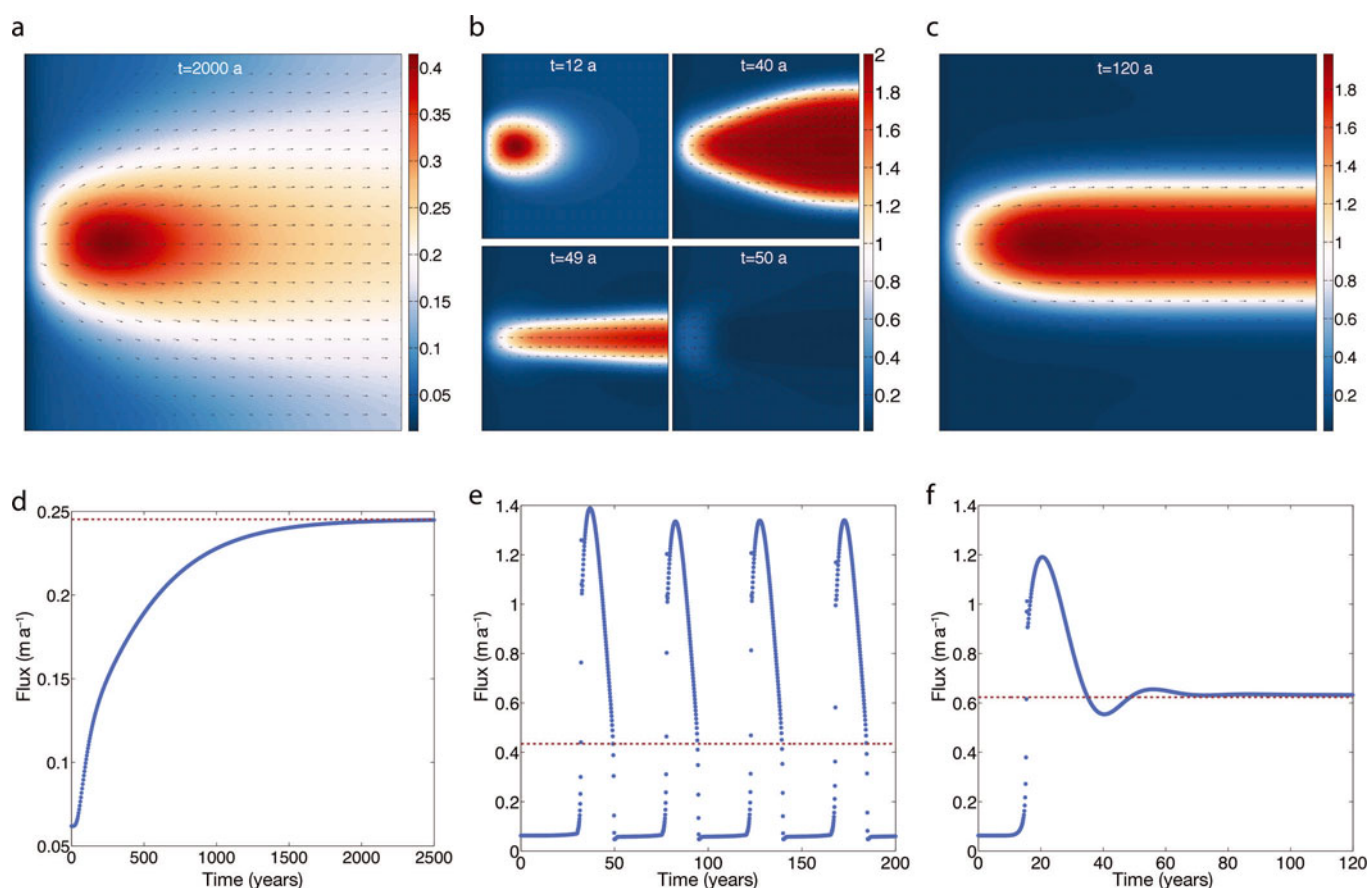 a
t=2000 a
0.4
0.35
0.3
0.25
0.2
0.15
0.1
0.05
b
t=12 a
t=40 a
t=49 a
t=50 a
2
1.8
1.6
1.4
1.2
1
0.8
0.6
0.4
0.2
c
t=120 a
1.8
1.6
1.4
1.2
1
0.8
0.6
0.4
0.2
d
0.25
0.2
0.15
0.1
0.05
Flux (m a⁻¹)
0 500 1000 1500 2000 2500
Time (years)
e
1.4
1.2
1
0.8
0.6
0.4
0.2
0
Flux (m a⁻¹)
50 100 150 200
Time (years)
f
1.4
1.2
1
0.8
0.6
0.4
0.2
0
Flux (m a⁻¹)
0 20 40 60 80 100 120
Time (years)